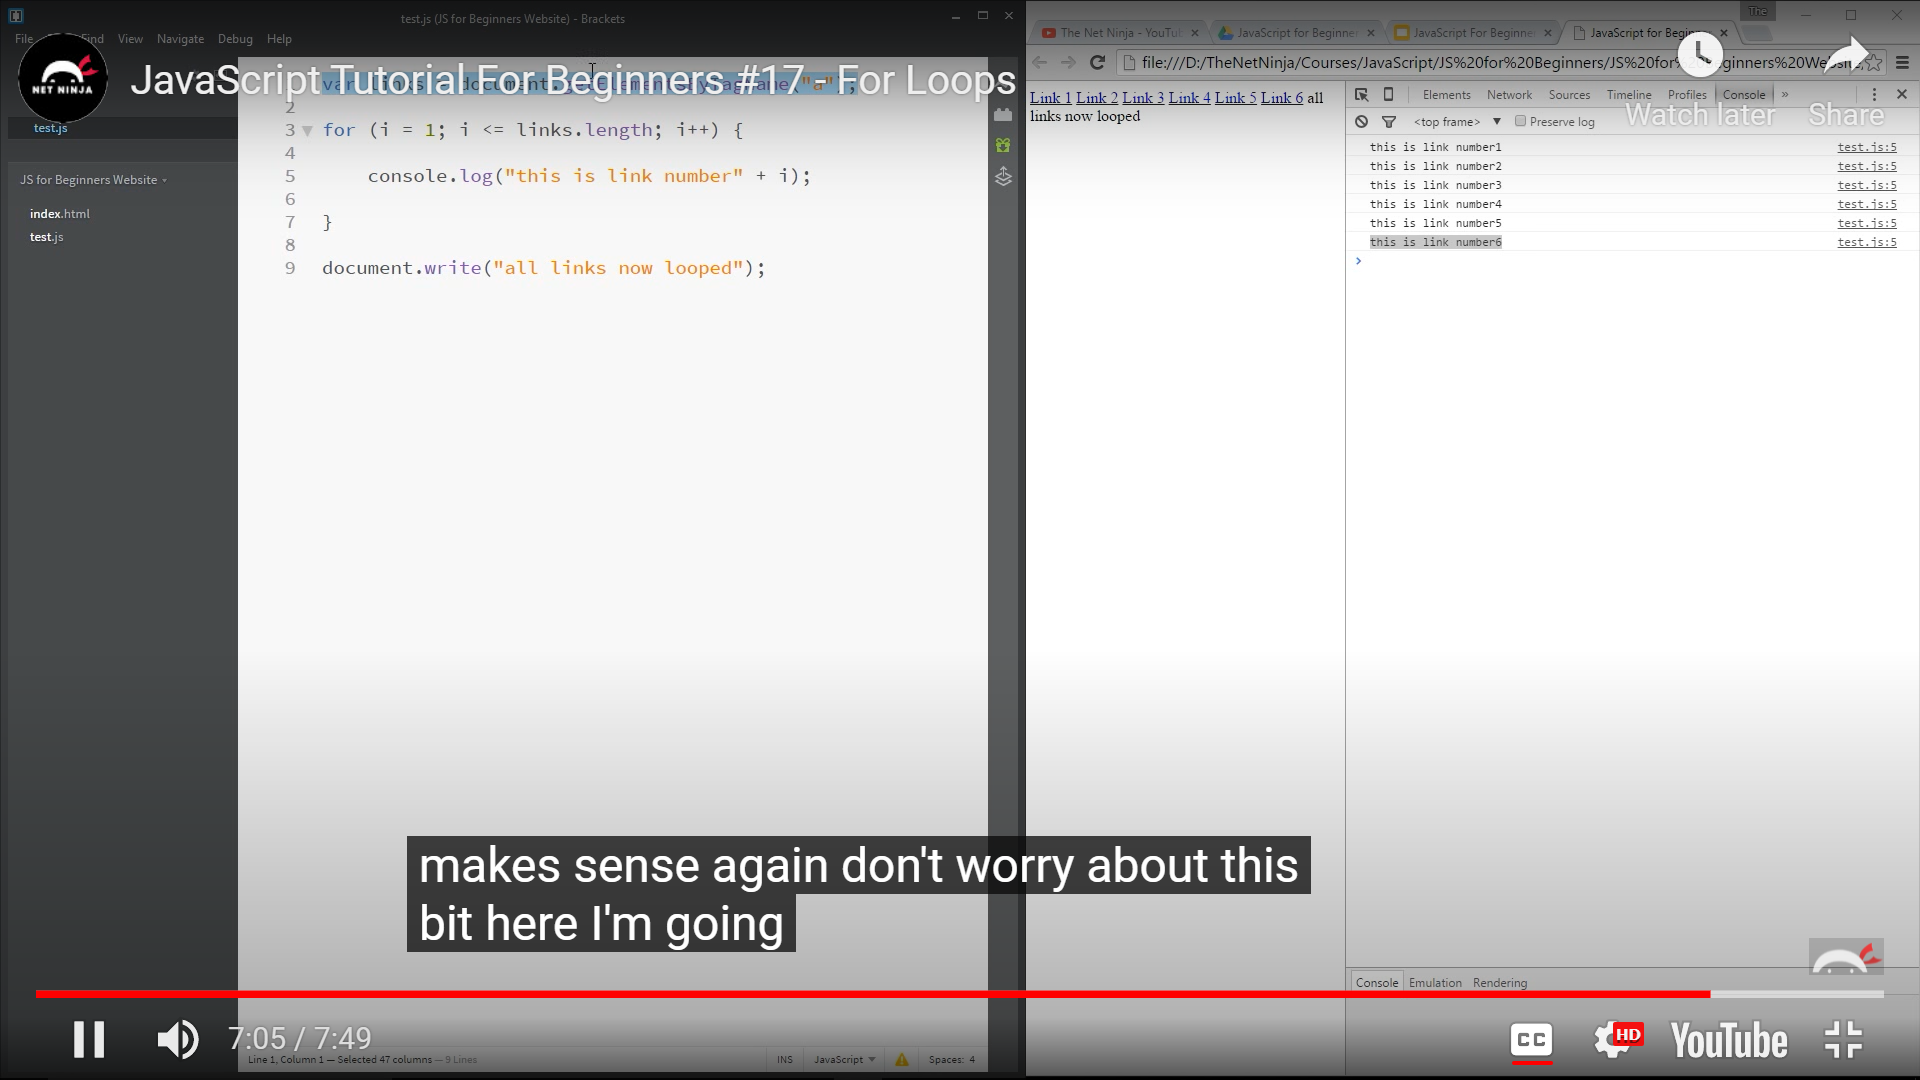 test.js (JS for Beginners Website) - Brackets
File Find View Navigate Debug Help
NET NINJA
JavaScript Tutorial For Beginners #17 - For Loops
The Net Ninja - YouTu
JavaScript for Beginner
JavaScript For Beginne
JavaScript for Beg
The
file:///D:/TheNetNinja/Courses/JavaScript/JS%20for%20Beginners/JS%20for%
ginners%20Website
Watch later
Share
test.js
JS for Beginners Website
index.html
test.js
var links document. ("a");
2
3 for (i = 1; i <= links.length; i++) {
4
5 console.log("this is link number" + i);
6
7 }
8
9 document.write("all links now looped");
Link 1 Link 2 Link 3 Link 4 Link 5 Link 6 all
links now looped
Elements Network Sources Timeline Profiles Console »
<top frame> ▼ Preserve log
this is link number1 test.js:5
this is link number2 test.js:5
this is link number3 test.js:5
this is link number4 test.js:5
this is link number5 test.js:5
this is link number6 test.js:5
>
makes sense again don't worry about this
bit here I'm going
Console Emulation Rendering
7:05 / 7:49
CC
HD
YouTube
Line 1, Column 1 — Selected 47 columns — 9 Lines
INS JavaScript Spaces: 4